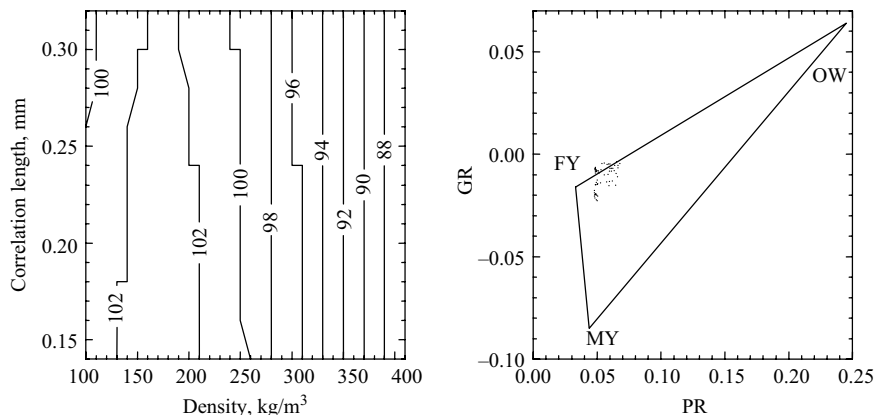 Correlation length, mm
0.30
0.25
0.20
0.15
100
102
102
100
98
96
94
92
90
88
100 150 200 250 300 350 400
Density, kg/m³
GR
0.05
0.00
–0.05
–0.10
OW
FY
MY
0.00 0.05 0.10 0.15 0.20 0.25
PR